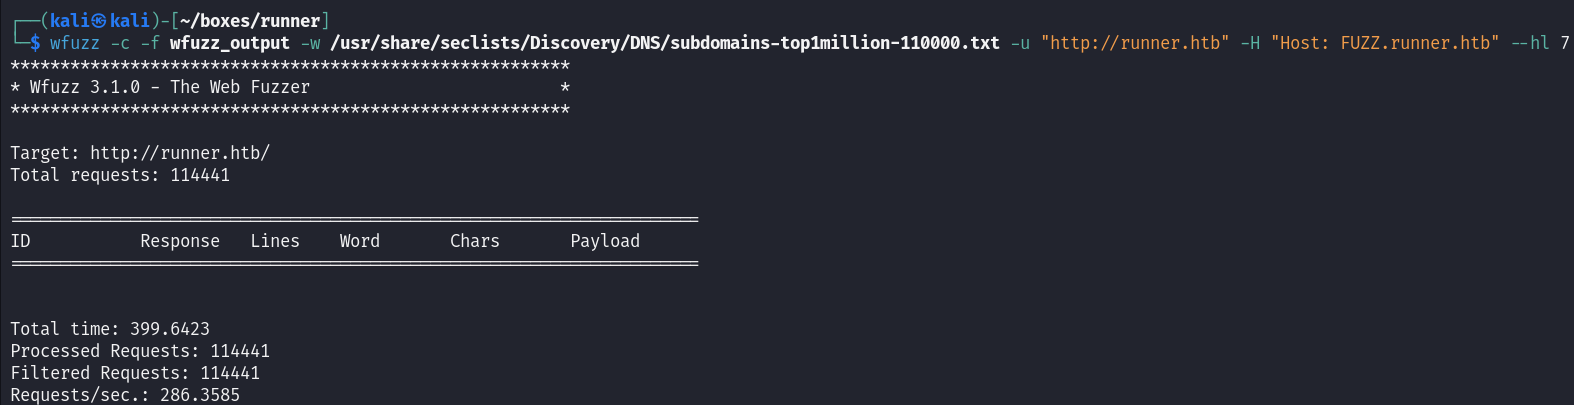 ┌──(kali㉿kali)-[~/boxes/runner]
└─$ wfuzz -c -f wfuzz_output -w /usr/share/seclists/Discovery/DNS/subdomains-top1million-110000.txt -u "http://runner.htb" -H "Host: FUZZ.runner.htb" --hl 7
********************************************************
* Wfuzz 3.1.0 - The Web Fuzzer                         *
********************************************************
Target: http://runner.htb/
Total requests: 114441
=====================================================================
ID           Response   Lines    Word       Chars       Payload
=====================================================================
Total time: 399.6423
Processed Requests: 114441
Filtered Requests: 114441
Requests/sec.: 286.3585